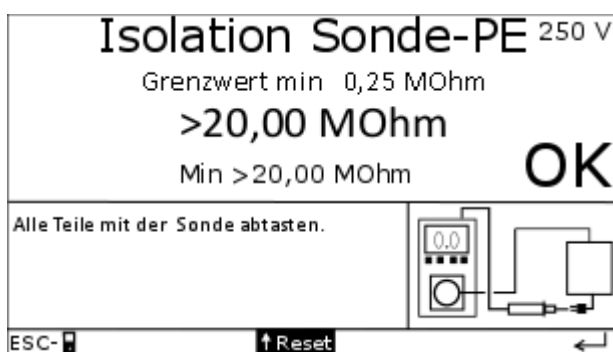 Isolation Sonde-PE 250 V
Grenzwert min 0,25 MOhm
>20,00 MOhm
Min >20,00 MOhm
OK
Alle Teile mit der Sonde abtasten.
0.0
ESC-
↑ Reset